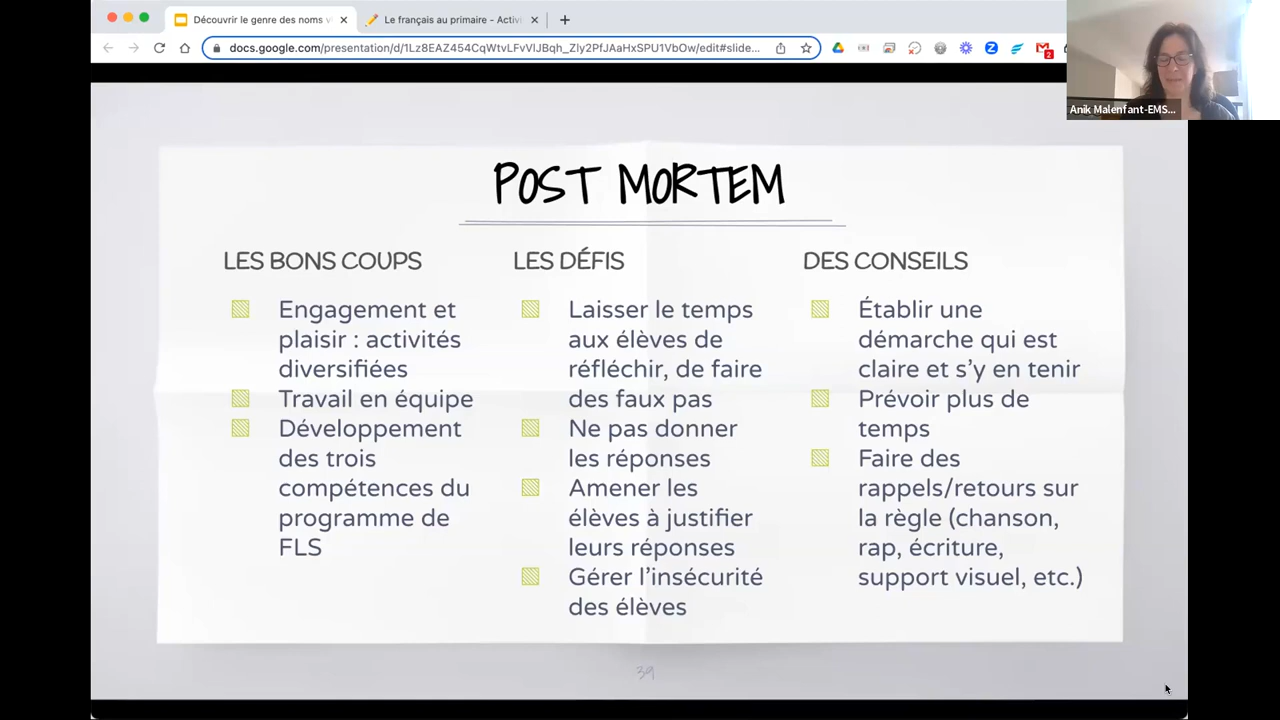 Découvrir le genre des noms
Le français au primaire - Activi
docs.google.com/presentation/d/1Lz8EAZ454CqWtvLFvVlJBqh_Zly2PfJAaHxSPU1VbOw/edit#slide...
2
Anik Malenfant-EMS...
POST MORTEM
LES BONS COUPS
Engagement et
plaisir : activités
diversifiées
Travail en équipe
Développement
des trois
compétences du
programme de
FLS
LES DÉFIS
Laisser le temps
aux élèves de
réfléchir, de faire
des faux pas
Ne pas donner
les réponses
Amener les
élèves à justifier
leurs réponses
Gérer l'insécurité
des élèves
DES CONSEILS
Établir une
démarche qui est
claire et s'y en tenir
Prévoir plus de
temps
Faire des
rappels/retours sur
la règle (chanson,
rap, écriture,
support visuel, etc.)
39